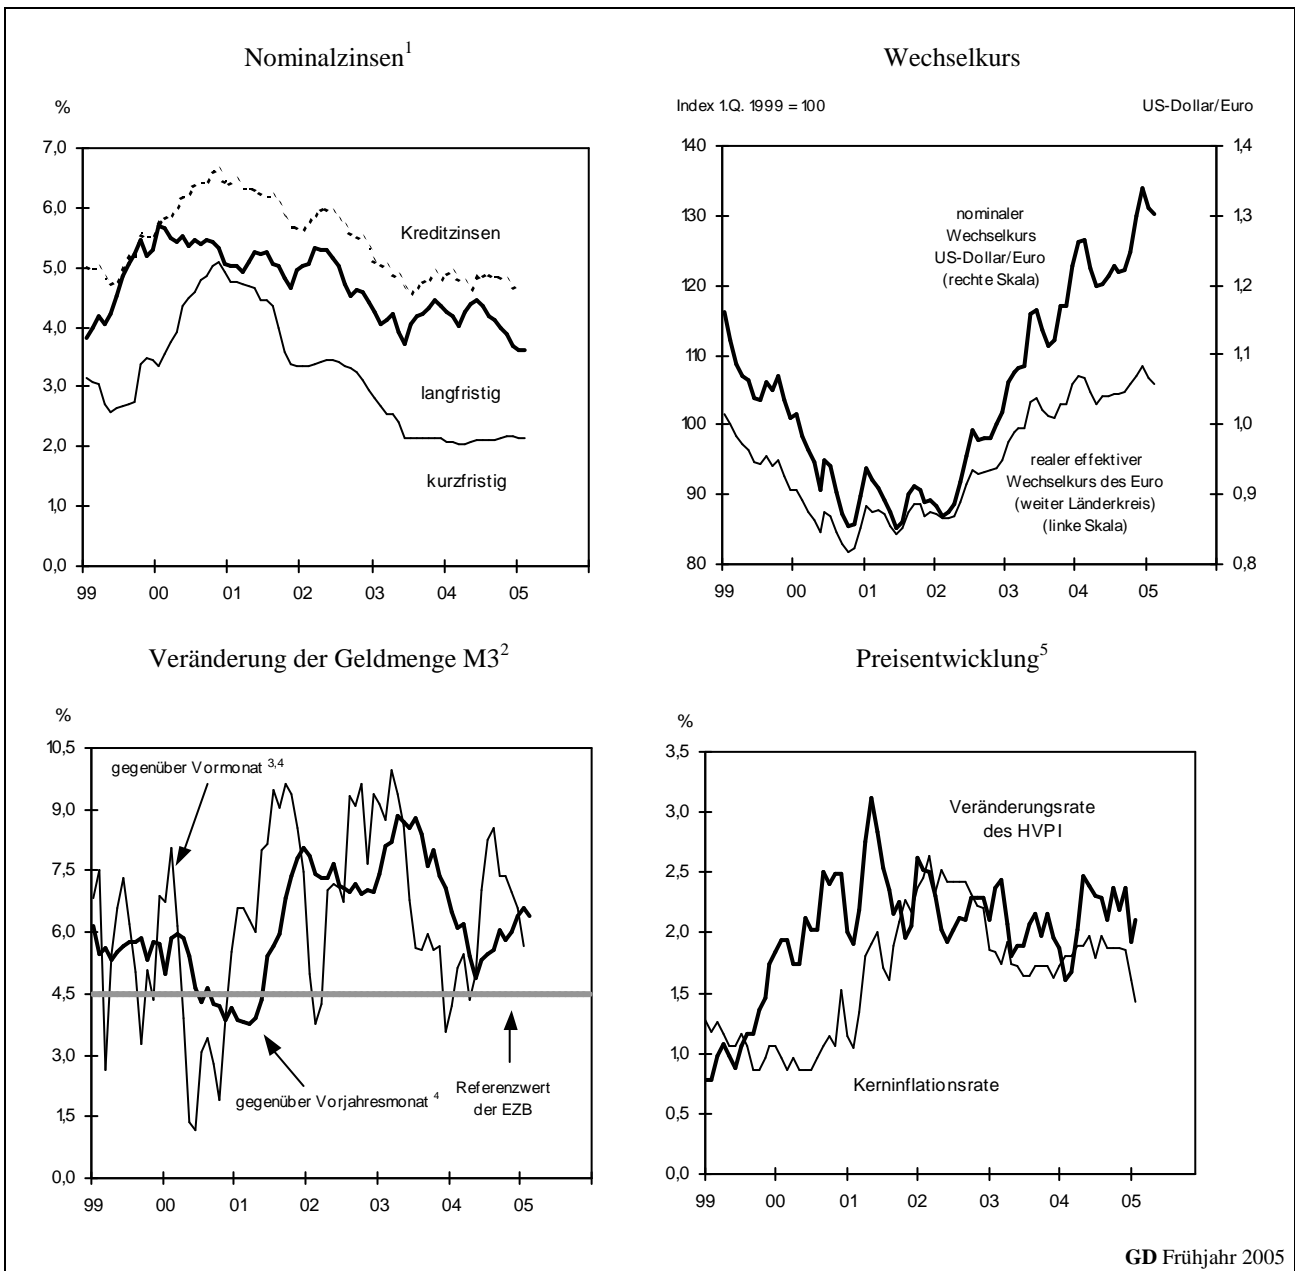 Nominalzinsen¹
%
7,0
6,0
5,0
4,0
3,0
2,0
1,0
0,0
Kreditzinsen
langfristig
kurzfristig
99 00 01 02 03 04 05
Wechselkurs
Index 1.Q. 1999 = 100
US-Dollar/Euro
140 1,4
130 1,3
120 1,2
110 1,1
100 1,0
90 0,9
80 0,8
nominaler
Wechselkurs
US-Dollar/Euro
(rechte Skala)
realer effektiver
Wechselkurs des Euro
(weiter Länderkreis)
(linke Skala)
99 00 01 02 03 04 05
Veränderung der Geldmenge M3²
%
10,5
9,0
7,5
6,0
4,5
3,0
1,5
0,0
gegenüber Vormonat ³,⁴
gegenüber Vorjahresmonat ⁴
Referenzwert
der EZB
99 00 01 02 03 04 05
Preisentwicklung⁵
%
3,5
3,0
2,5
2,0
1,5
1,0
0,5
0,0
Veränderungsrate
des HVPI
Kerninflationsrate
99 00 01 02 03 04 05
GD Frühjahr 2005